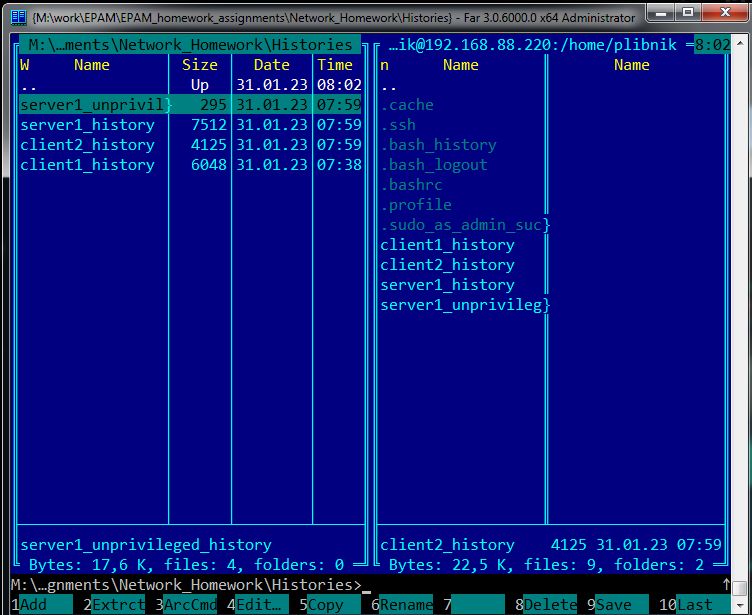 {M:\work\EPAM\EPAM_homework_assignments\Network_Homework\Histories} - Far 3.0.6000.0 x64 Administrator
M:\…ments\Network_Homework\Histories
…ik@192.168.88.220:/home/plibnik =8:02
W Name Size Date Time
n Name Name
.. Up 31.01.23 08:02
..
server1_unprivil} 295 31.01.23 07:59
.cache
server1_history 7512 31.01.23 07:59
.ssh
client2_history 4125 31.01.23 07:59
.bash_history
client1_history 6048 31.01.23 07:38
.bash_logout
.bashrc
.profile
.sudo_as_admin_suc}
client1_history
client2_history
server1_history
server1_unprivileg}
server1_unprivileged_history
client2_history 4125 31.01.23 07:59
Bytes: 17,6 K, files: 4, folders: 0
Bytes: 22,5 K, files: 9, folders: 2
M:\…gnments\Network_Homework\Histories>_
1Add 2Extrct 3ArcCmd 4Edit… 5Copy 6Rename 7 8Delete 9Save 10Last